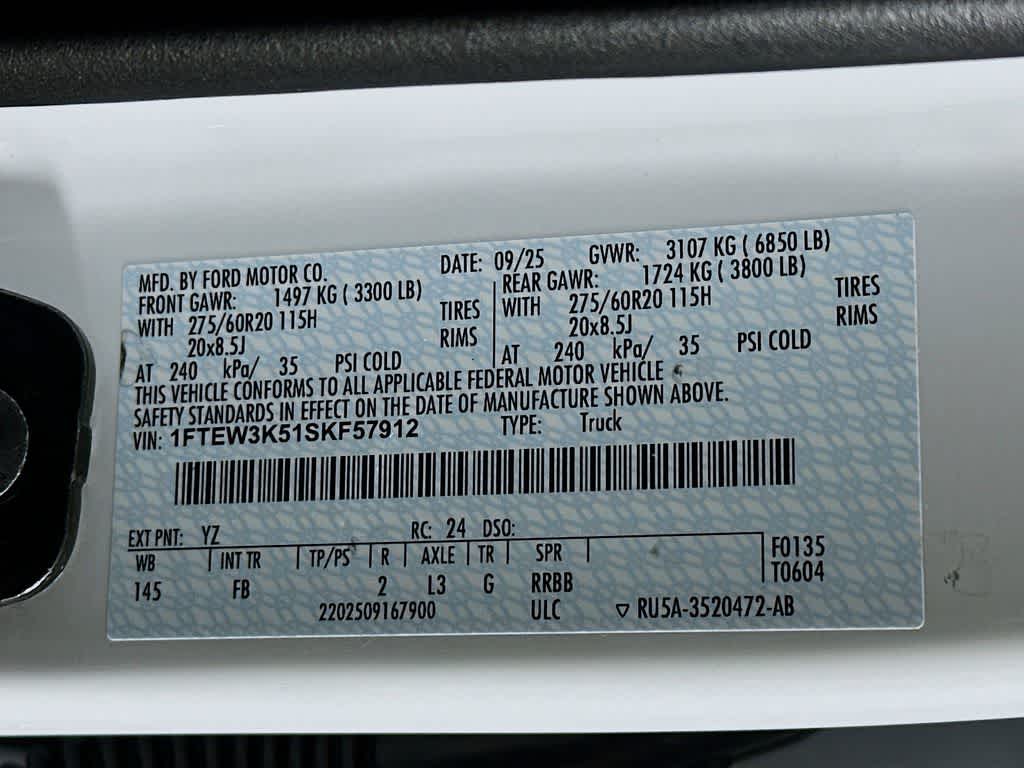 MFD. BY FORD MOTOR CO. DATE: 09/25 GVWR: 3107 KG ( 6850 LB)
FRONT GAWR: 1497 KG ( 3300 LB) REAR GAWR: 1724 KG ( 3800 LB)
WITH 275/60R20 115H TIRES WITH 275/60R20 115H TIRES
20x8.5J RIMS 20x8.5J RIMS
AT 240 kPa/ 35 PSI COLD AT 240 kPa/ 35 PSI COLD
THIS VEHICLE CONFORMS TO ALL APPLICABLE FEDERAL MOTOR VEHICLE
SAFETY STANDARDS IN EFFECT ON THE DATE OF MANUFACTURE SHOWN ABOVE.
VIN: 1FTEW3K51SKF57912 TYPE: Truck
EXT PNT: YZ RC: 24 DSO:
WB INT TR TP/PS R AXLE TR SPR F0135
145 FB 2 L3 G RRBB T0604
2202509167900 ULC ▽ RU5A-3520472-AB